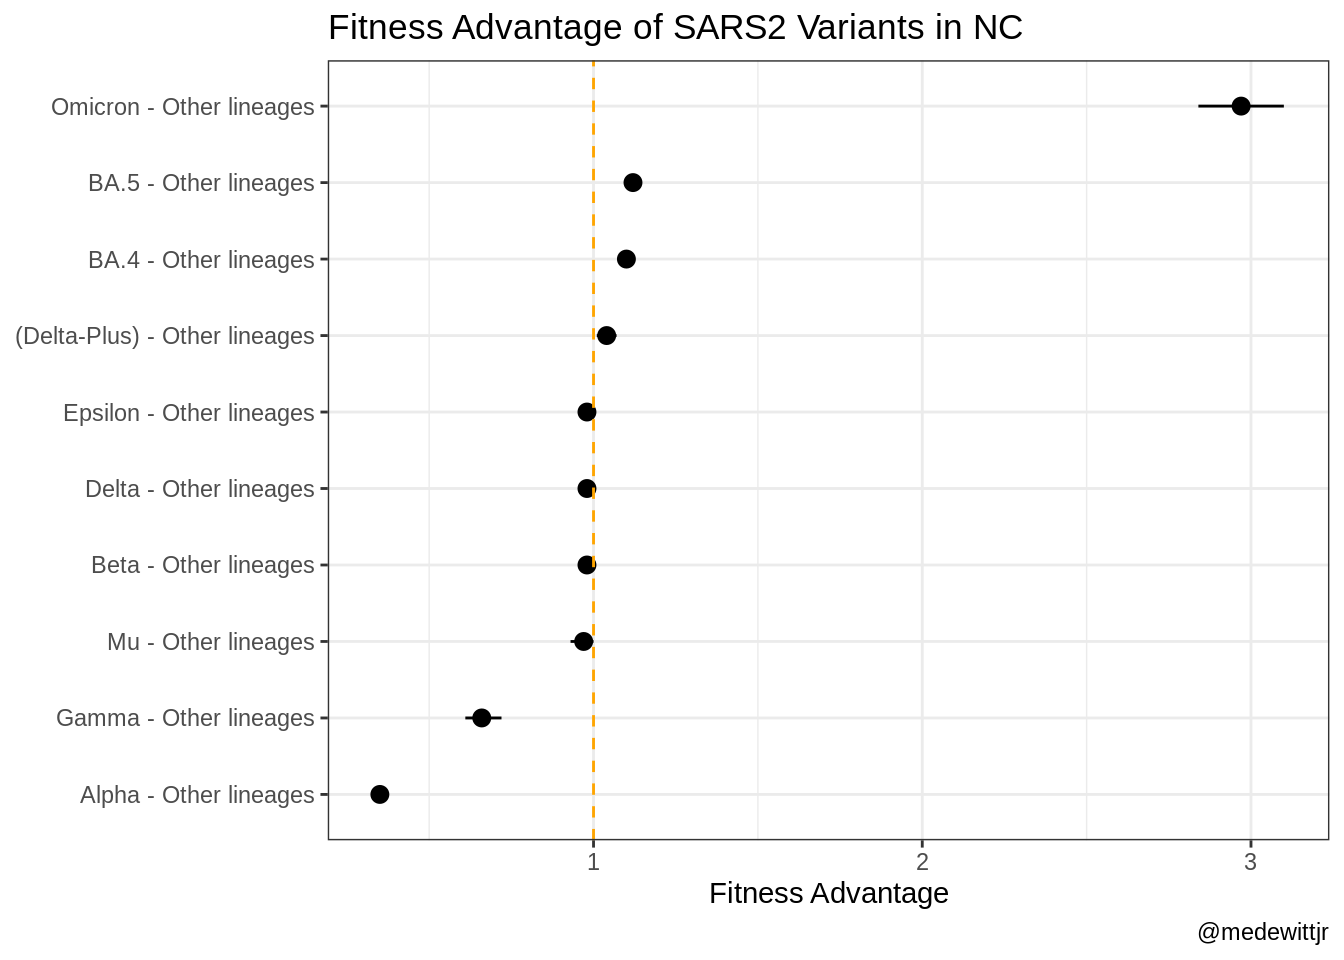 Fitness Advantage of SARS2 Variants in NC
Omicron - Other lineages
BA.5 - Other lineages
BA.4 - Other lineages
(Delta-Plus) - Other lineages
Epsilon - Other lineages
Delta - Other lineages
Beta - Other lineages
Mu - Other lineages
Gamma - Other lineages
Alpha - Other lineages
1 2 3
Fitness Advantage
@medewittjr